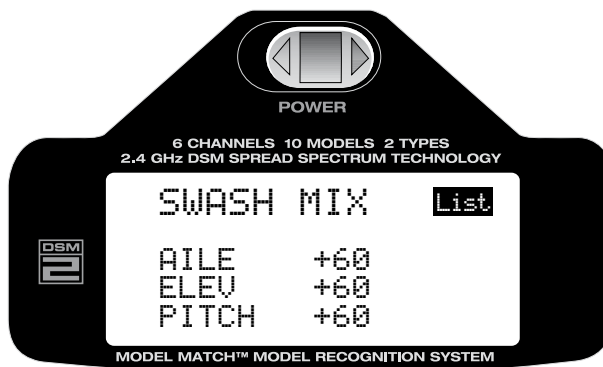 POWER
6 CHANNELS 10 MODELS 2 TYPES
2.4 GHz DSM SPREAD SPECTRUM TECHNOLOGY
SWASH MIX List
DSM
2
AILE +60
ELEV +60
PITCH +60
MODEL MATCH™ MODEL RECOGNITION SYSTEM